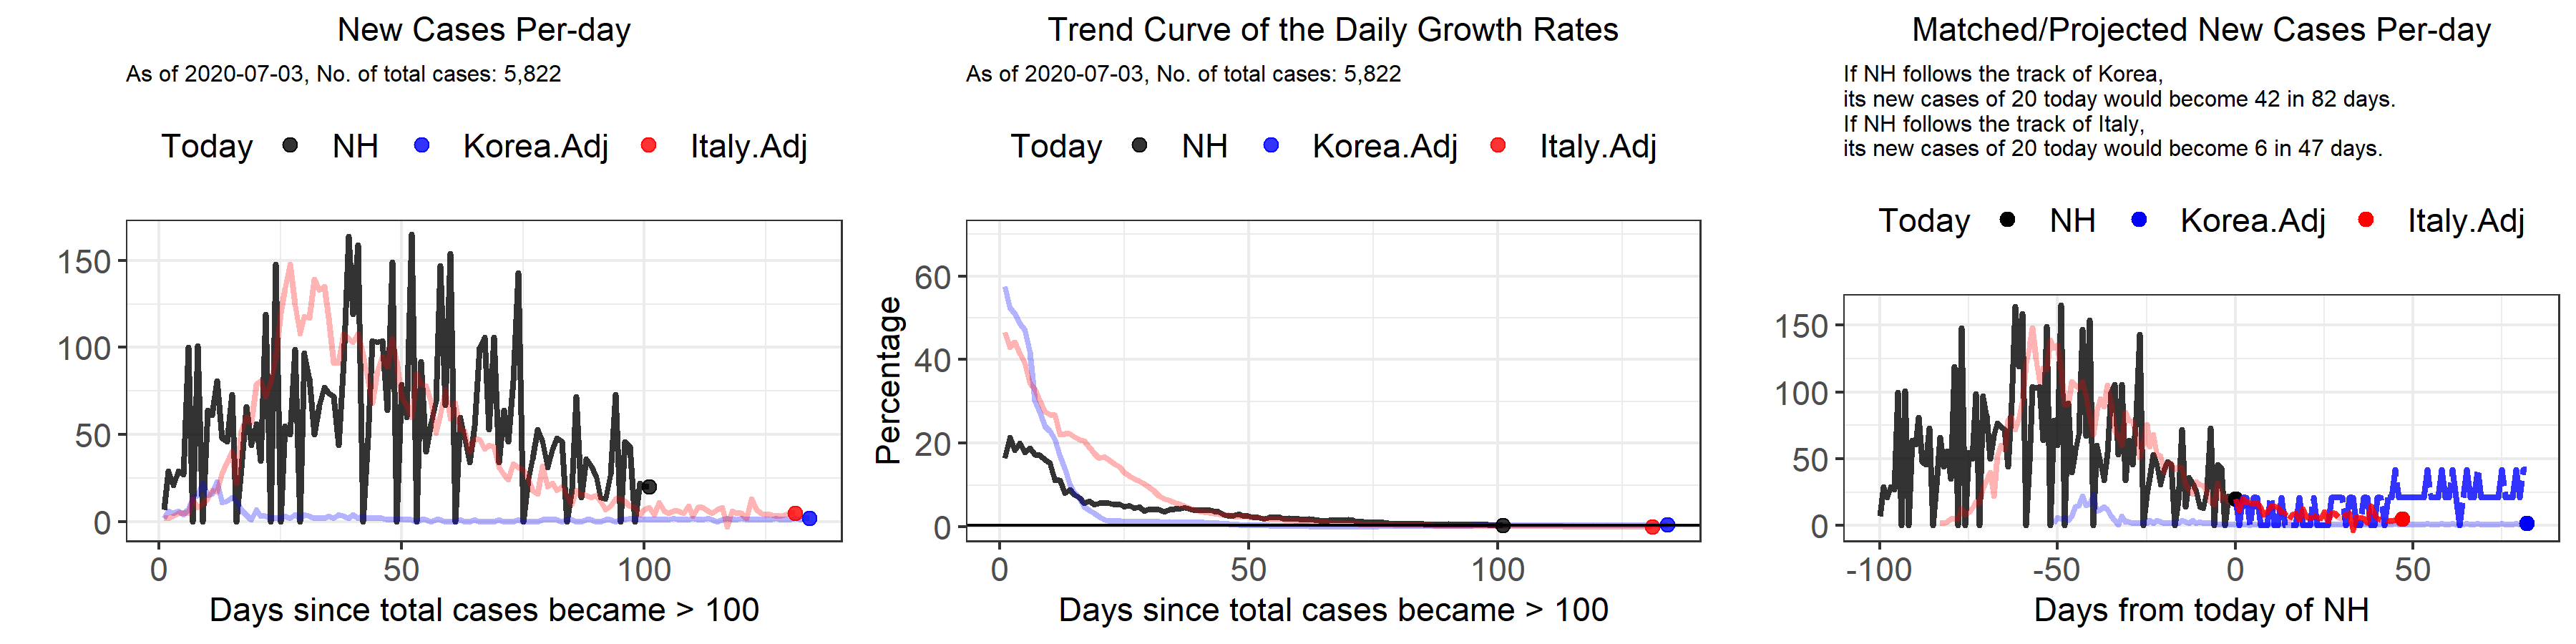 New Cases Per-day
As of 2020-07-03, No. of total cases: 5,822
Today NH Korea.Adj Italy.Adj
150
100
50
0
0 50 100
Days since total cases became > 100
Trend Curve of the Daily Growth Rates
As of 2020-07-03, No. of total cases: 5,822
Today NH Korea.Adj Italy.Adj
Percentage
60
40
20
0
0 50 100
Days since total cases became > 100
Matched/Projected New Cases Per-day
If NH follows the track of Korea,
its new cases of 20 today would become 42 in 82 days.
If NH follows the track of Italy,
its new cases of 20 today would become 6 in 47 days.
Today NH Korea.Adj Italy.Adj
150
100
50
0
-100 -50 0 50
Days from today of NH